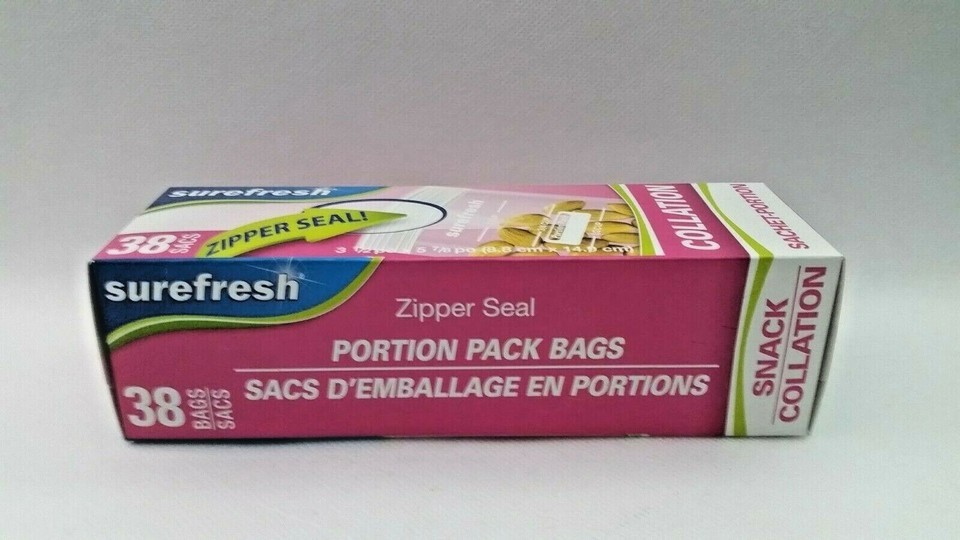 surefresh
ZIPPER SEAL!
38 SACS
surefresh
COLLATION
SACHET-PORTION
surefresh
Zipper Seal
PORTION PACK BAGS
SACS D'EMBALLAGE EN PORTIONS
38 BAGS
SACS
SNACK
COLLATION